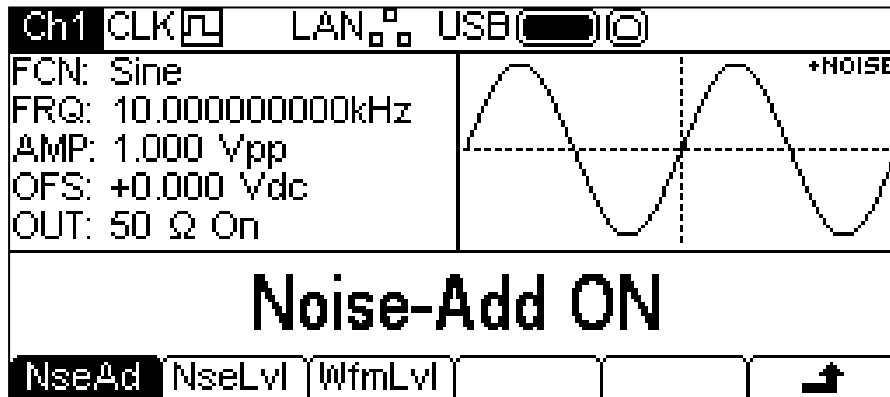 Ch1 CLK LAN USB
FCN: Sine
FRQ: 10.000000000kHz
AMP: 1.000 Vpp
OFS: +0.000 Vdc
OUT: 50 Ω On
+NOISE
Noise-Add ON
NseAd NseLvl WfmLvl